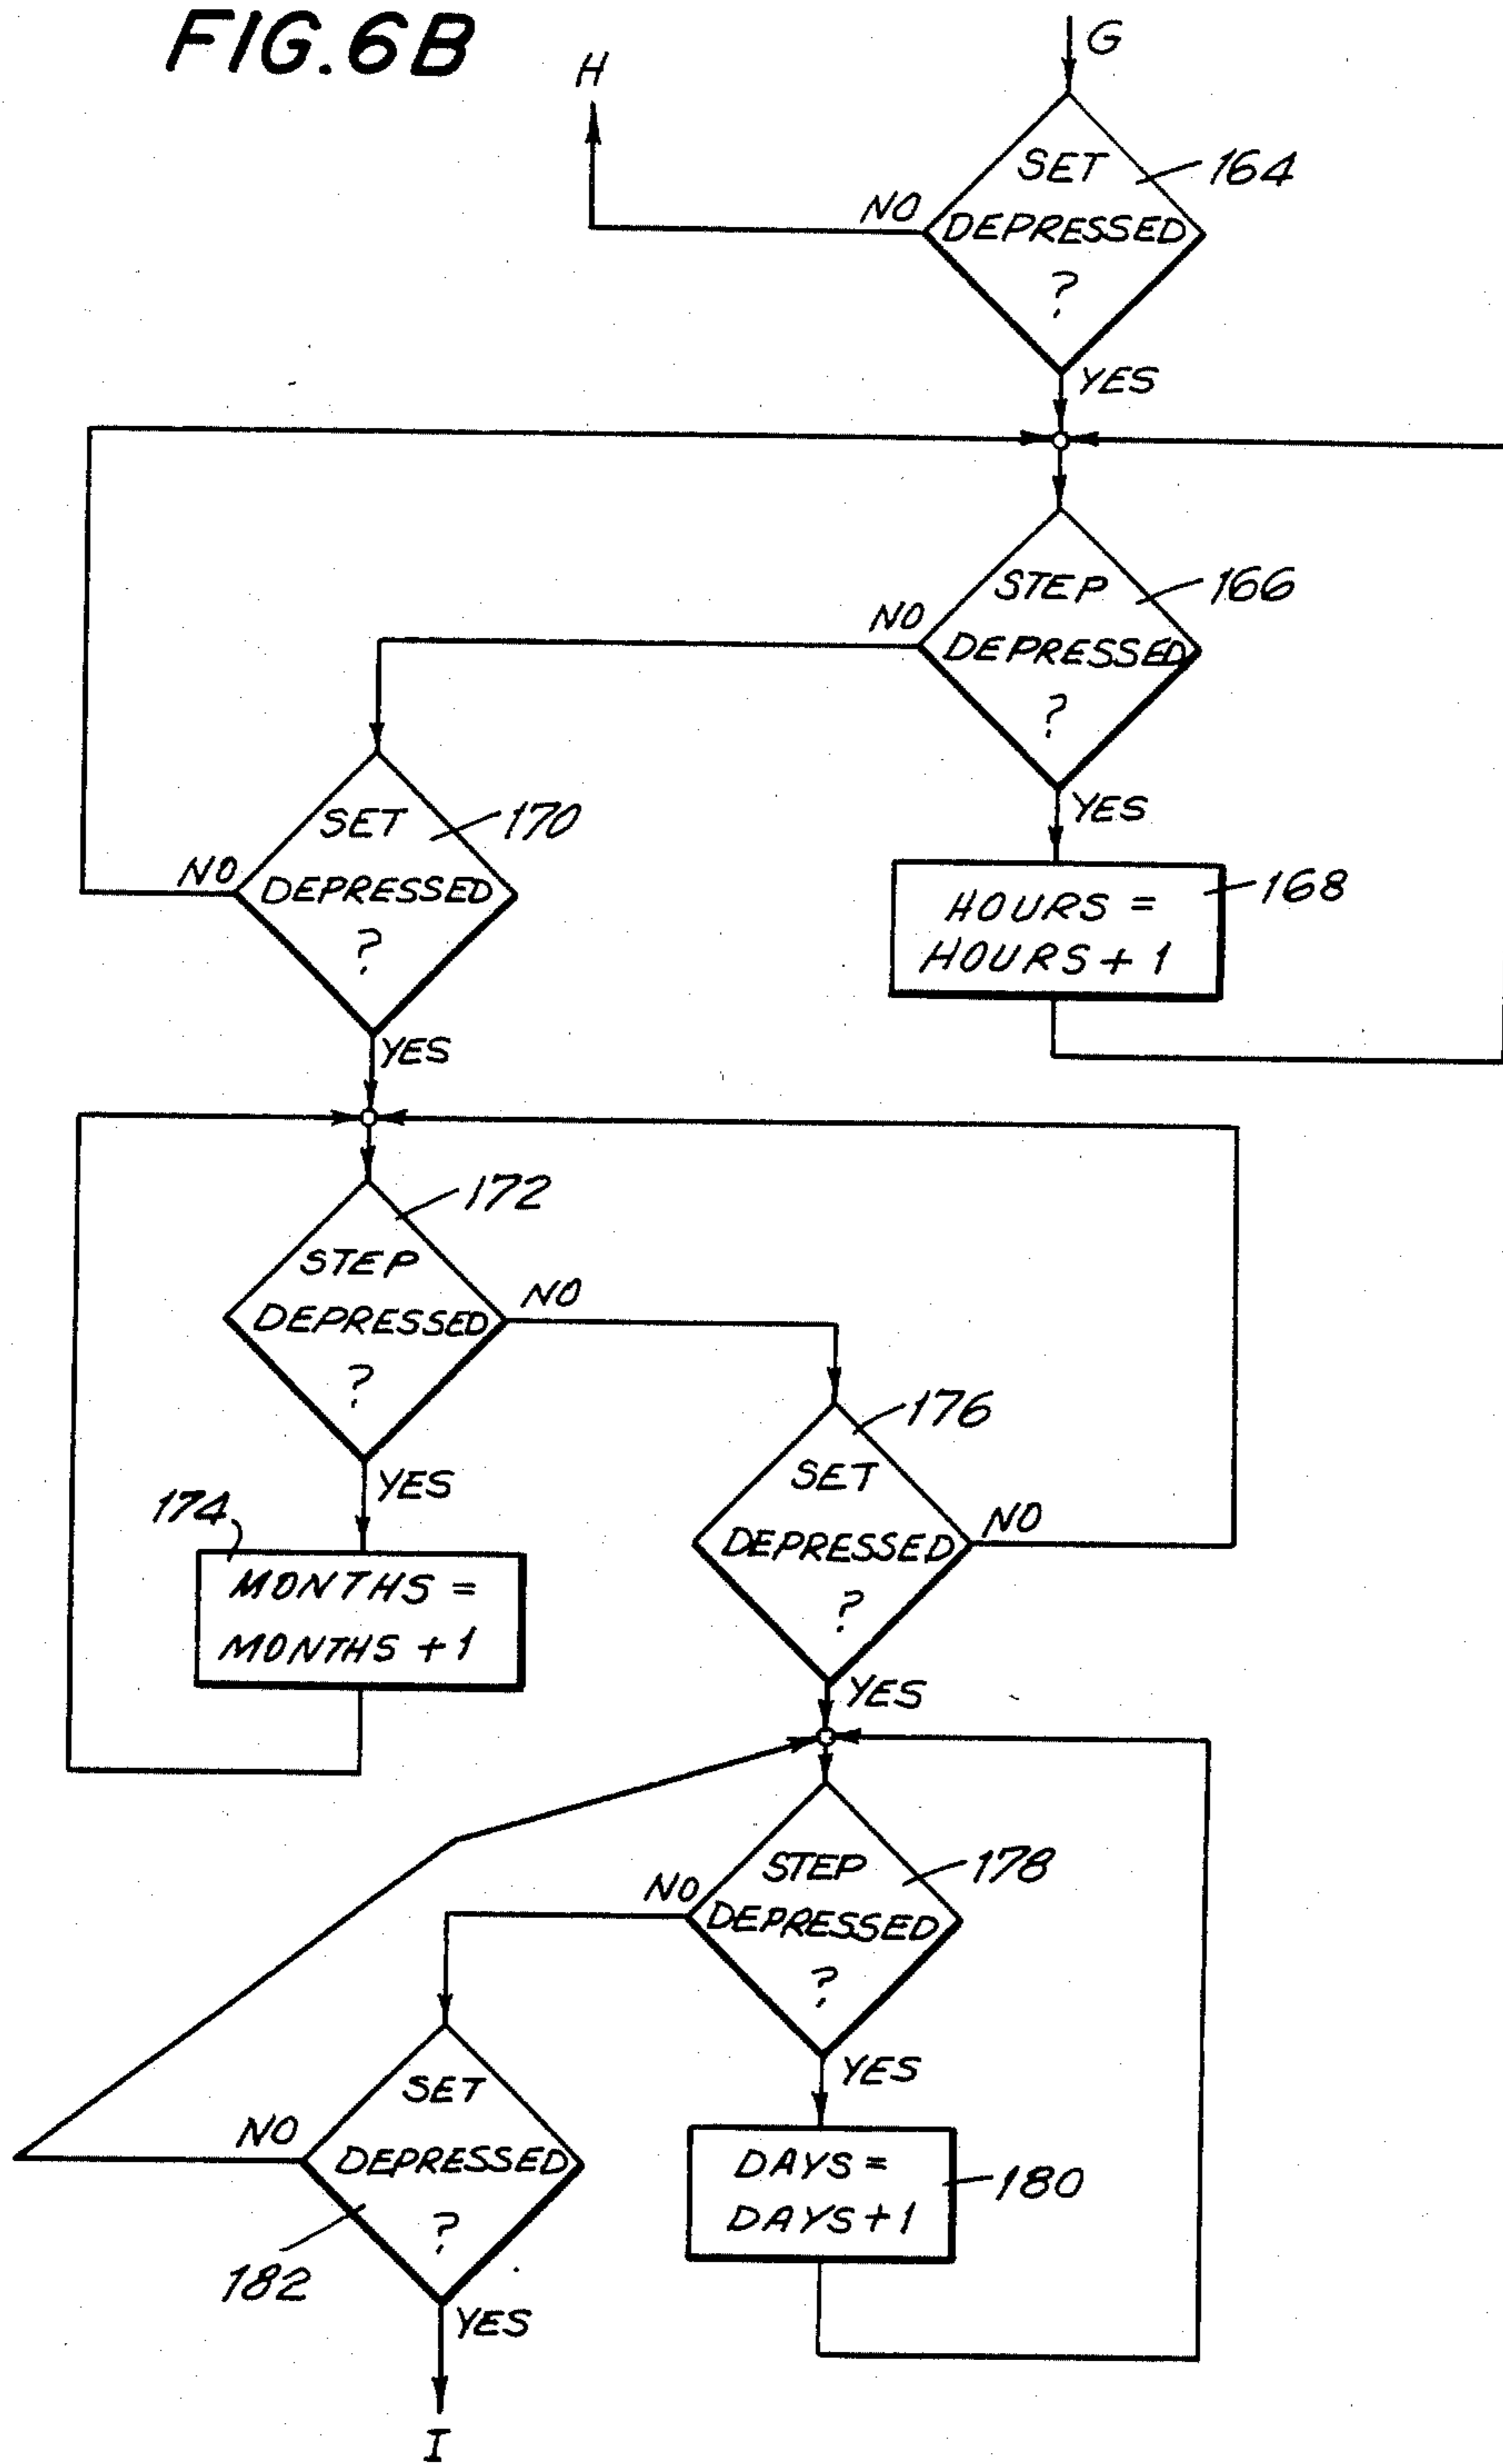 FIG.6B
H
G
SET
DEPRESSED
?
164
NO
YES
STEP
DEPRESSED
?
166
NO
YES
SET
DEPRESSED
?
170
NO
YES
HOURS =
HOURS + 1
168
STEP
DEPRESSED
?
172
NO
YES
174
MONTHS =
MONTHS + 1
SET
DEPRESSED
?
176
NO
YES
STEP
DEPRESSED
?
178
NO
YES
SET
DEPRESSED
?
182
NO
YES
DAYS =
DAYS + 1
180
I